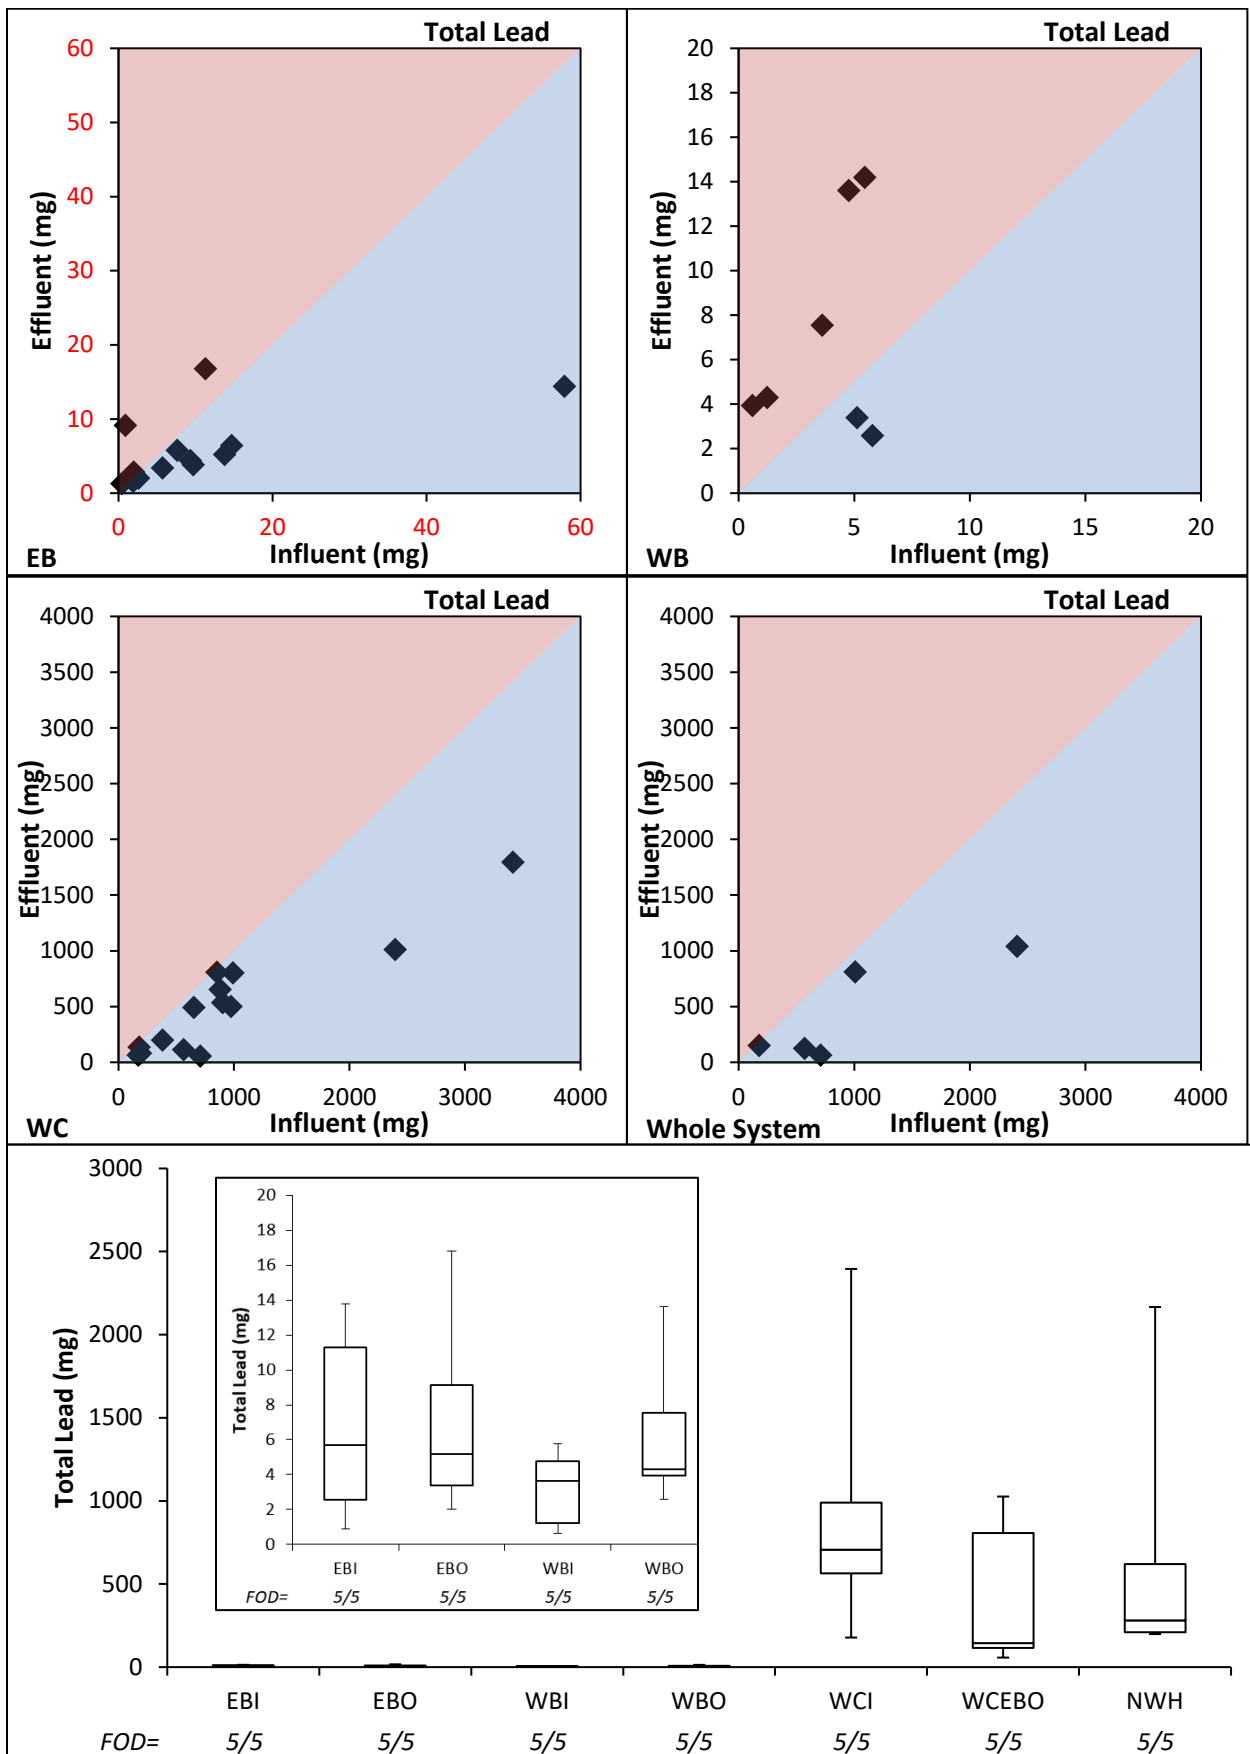 Total Lead
60
50
40
30
20
10
0
Effluent (mg)
0 20 40 60
Influent (mg)
EB
Total Lead
20
18
16
14
12
10
8
6
4
2
0
Effluent (mg)
0 5 10 15 20
Influent (mg)
WB
Total Lead
4000
3500
3000
2500
2000
1500
1000
500
0
Effluent (mg)
0 1000 2000 3000 4000
Influent (mg)
WC
Total Lead
4000
3500
3000
2500
2000
1500
1000
500
0
Effluent (mg)
0 1000 2000 3000 4000
Influent (mg)
Whole System
3000
2500
2000
1500
1000
500
0
Total Lead (mg)
20
18
16
14
12
10
8
6
4
2
0
Total Lead (mg)
EBI EBO WBI WBO
FOD= 5/5 5/5 5/5 5/5
EBI EBO WBI WBO WCI WCEBO NWH
FOD= 5/5 5/5 5/5 5/5 5/5 5/5 5/5